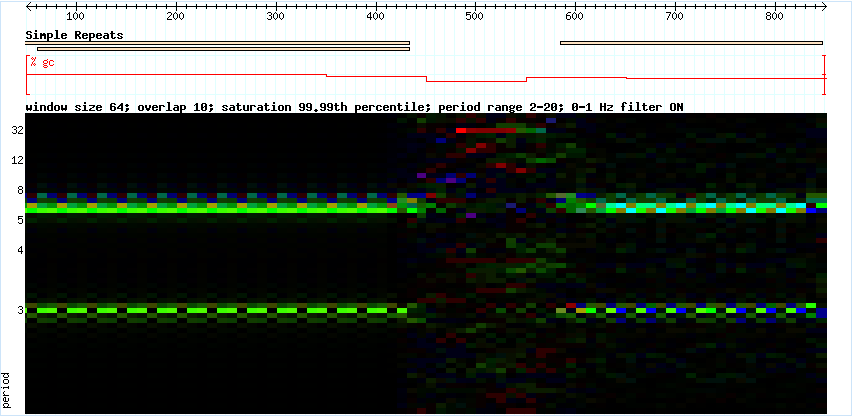 100 200 300 400 500 600 700 800
Simple Repeats
% gc
window size 64; overlap 10; saturation 99.99th percentile; period range 2-20; 0-1 Hz filter ON
32
12
8
5
4
3
period